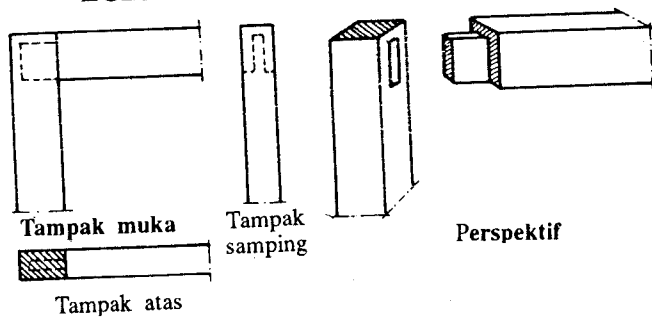 Tampak muka
Tampak
samping
Perspektif
Tampak atas